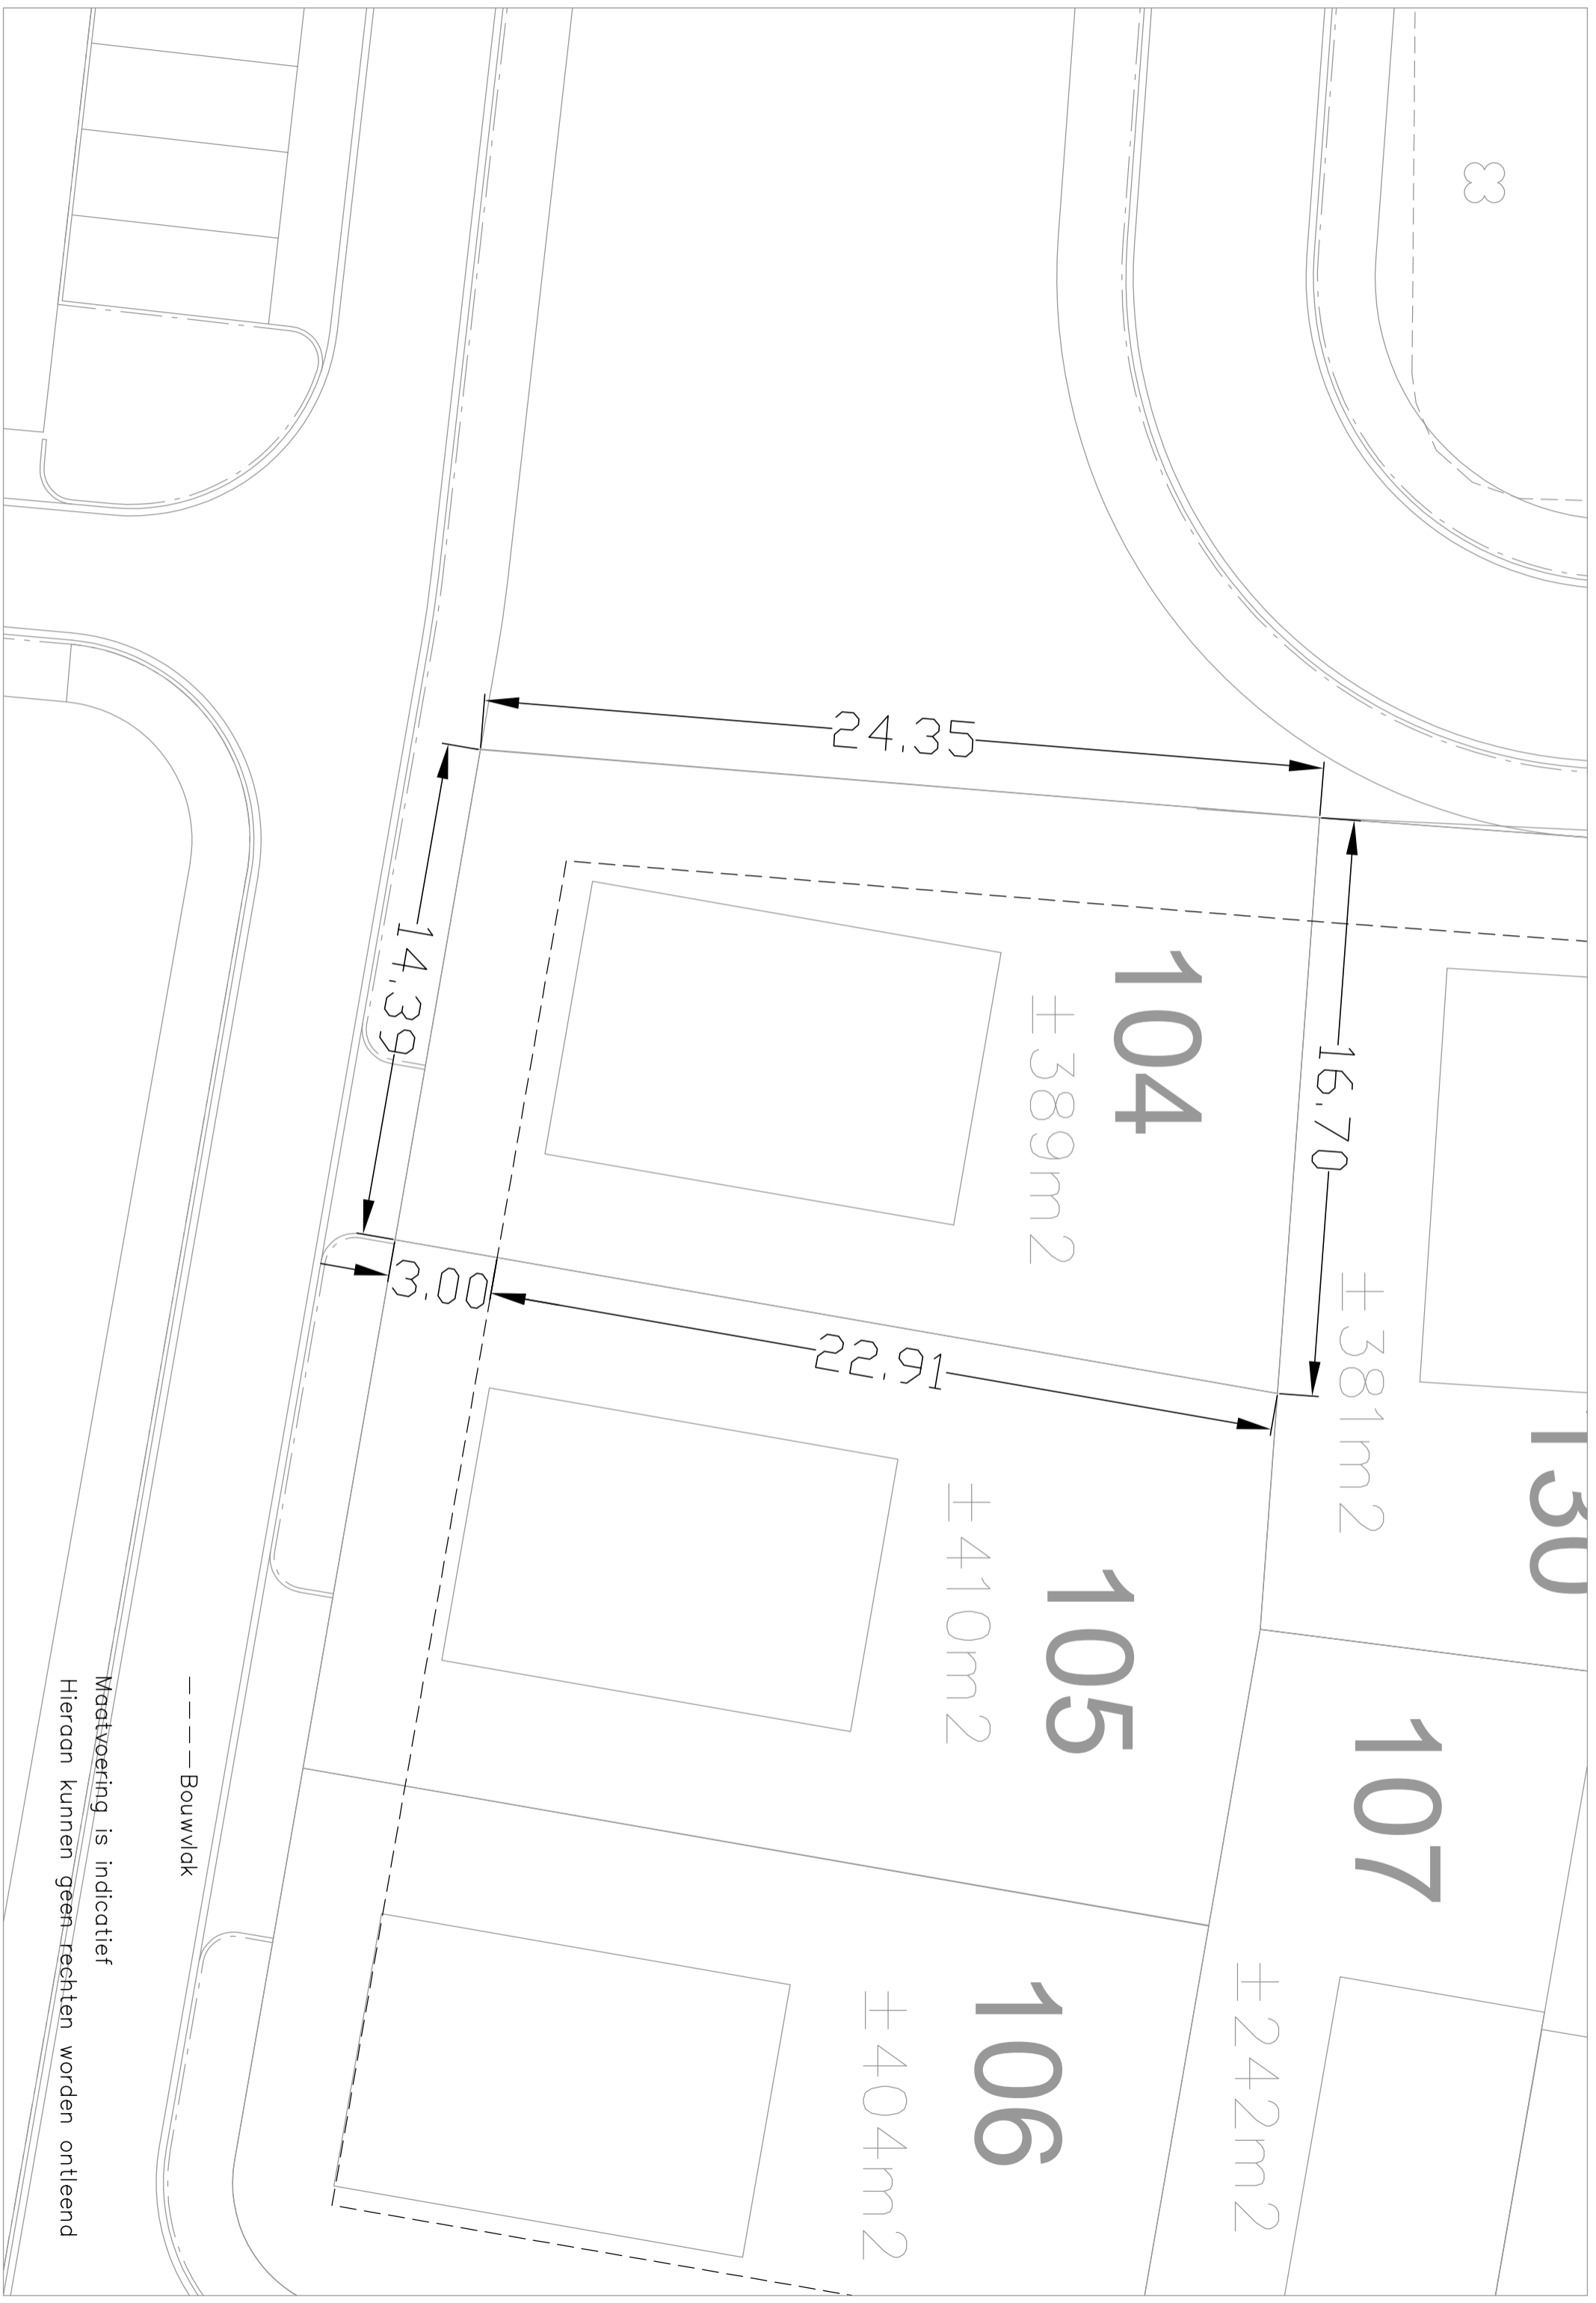 24.35
14.39
16.70
3.00
22.91
104
±389m2
±381m2
130
105
±410m2
107
±242m2
106
±404m2
Bouwvlak
Maatvoering is indicatief
Hieraan kunnen geen rechten worden ontleend